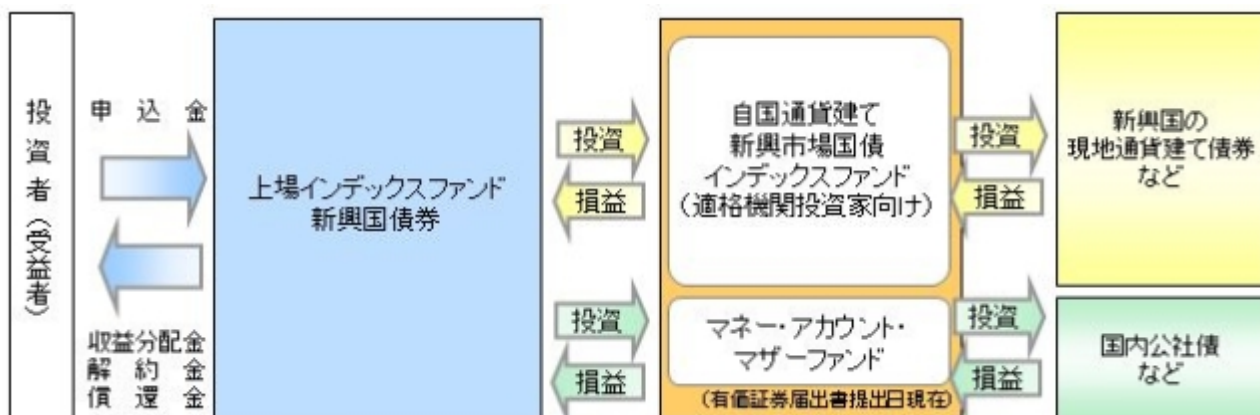 投資者(受益者)
申込金
収益分配金
解約金
償還金
上場インデックスファンド
新興国債券
投資
損益
投資
損益
自国通貨建て
新興市場国債
インデックスファンド
(適格機関投資家向け)
マネー・アカウント・
マザーファンド
(有価証券届出書提出日現在)
投資
損益
投資
損益
新興国の
現地通貨建て債券
など
国内公社債
など